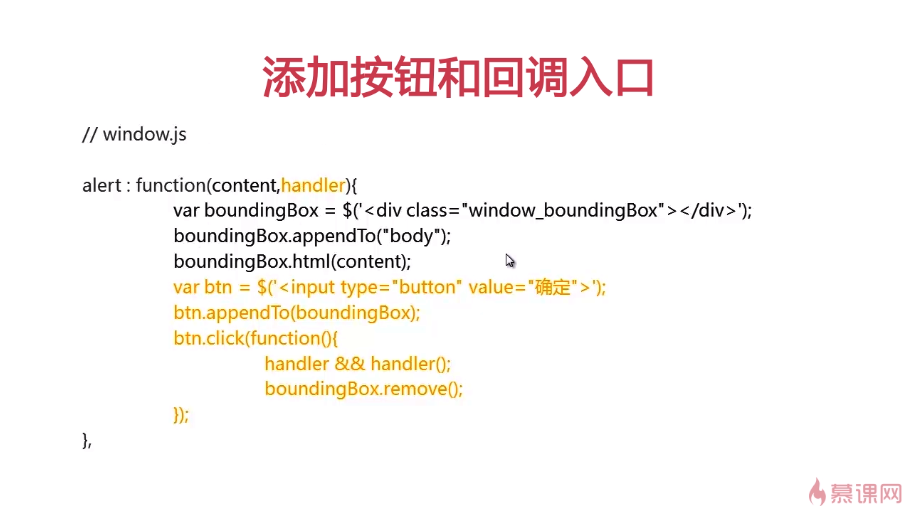 添加按钮和回调入口
// window.js
alert : function(content,handler){
var boundingBox = $('<div class="window_boundingBox"></div>');
boundingBox.appendTo("body");
boundingBox.html(content);
var btn = $('<input type="button" value="确定">');
btn.appendTo(boundingBox);
btn.click(function(){
handler && handler();
boundingBox.remove();
});
},
慕课网